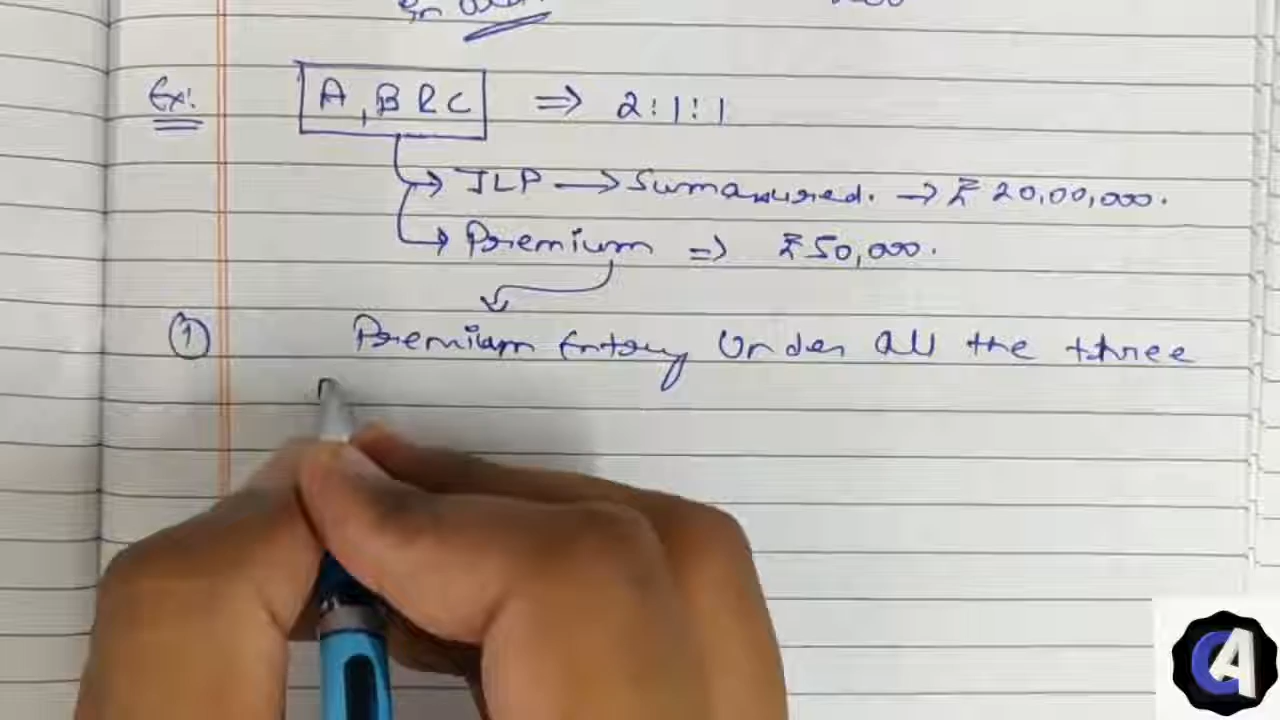 Ex: A, B & C ⇒ 2:1:1
→ JLP → Sum assured. → ₹ 20,00,000.
→ Premium ⇒ ₹ 50,000.
① Premium Entry Under all the three
CA